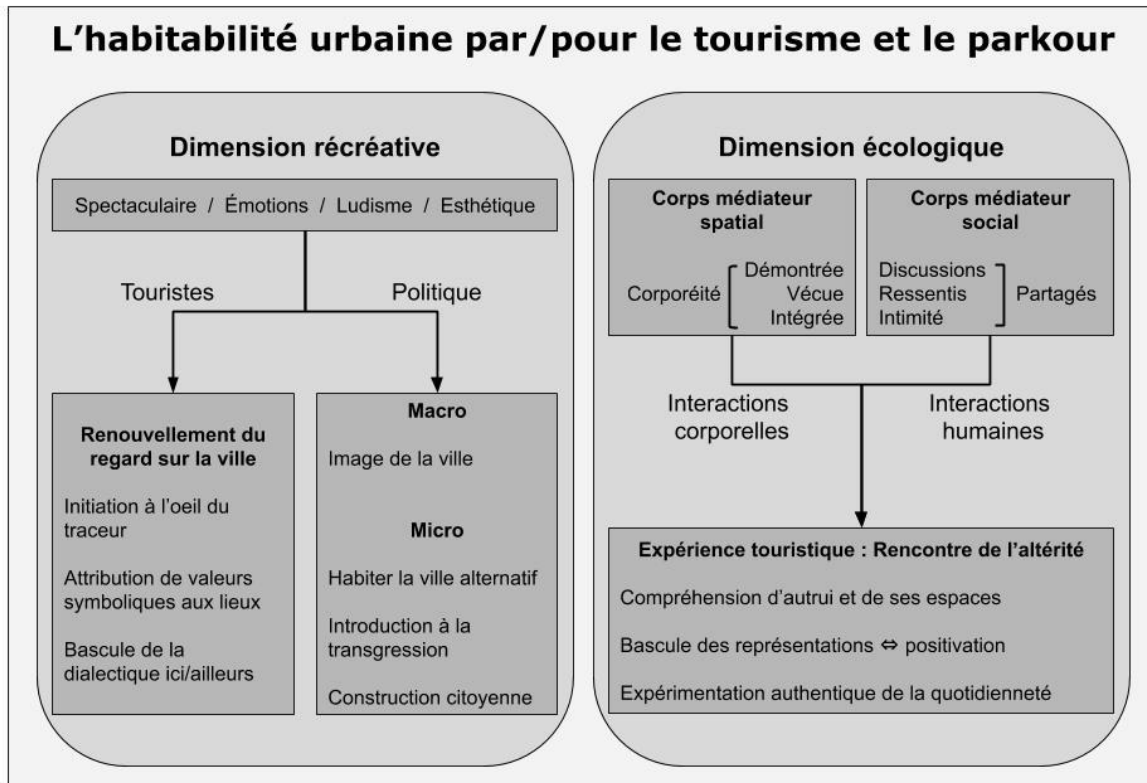 L'habitabilité urbaine par/pour le tourisme et le parkour
Dimension récréative
Spectaculaire / Émotions / Ludisme / Esthétique
Touristes
Politique
Renouvellement du
regard sur la ville
Initiation à l'oeil du
traceur
Attribution de valeurs
symboliques aux lieux
Bascule de la
dialectique ici/ailleurs
Macro
Image de la ville
Micro
Habiter la ville alternatif
Introduction à la
transgression
Construction citoyenne
Dimension écologique
Corps médiateur
spatial
Corporéité
Démontrée
Vécue
Intégrée
Corps médiateur
social
Discussions
Ressentis
Intimité
Partagés
Interactions
corporelles
Interactions
humaines
Expérience touristique : Rencontre de l'altérité
Compréhension d'autrui et de ses espaces
Bascule des représentations ⇔ positivation
Expérimentation authentique de la quotidienneté